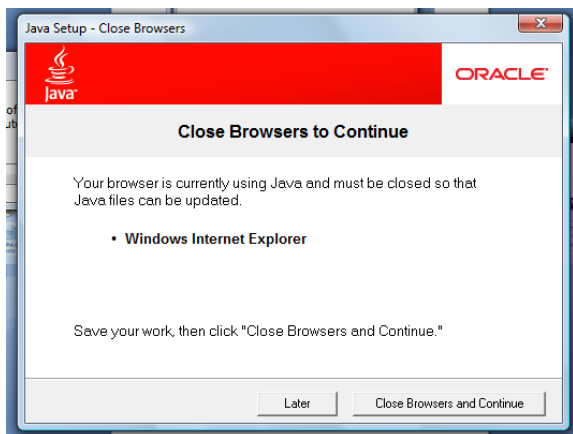 Java Setup - Close Browsers
Java
ORACLE
Close Browsers to Continue
of
Your browser is currently using Java and must be closed so that
Java files can be updated.
• Windows Internet Explorer
Save your work, then click "Close Browsers and Continue."
Later
Close Browsers and Continue